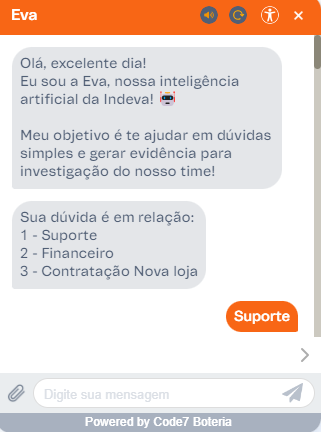 Eva
Olá, excelente dia!
Eu sou a Eva, nossa inteligência
artificial da Indeva!
Meu objetivo é te ajudar em dúvidas
simples e gerar evidência para
investigação do nosso time!
Sua dúvida é em relação:
1 - Suporte
2 - Financeiro
3 - Contratação Nova loja
Suporte
Digite sua mensagem
Powered by Code7 Boteria